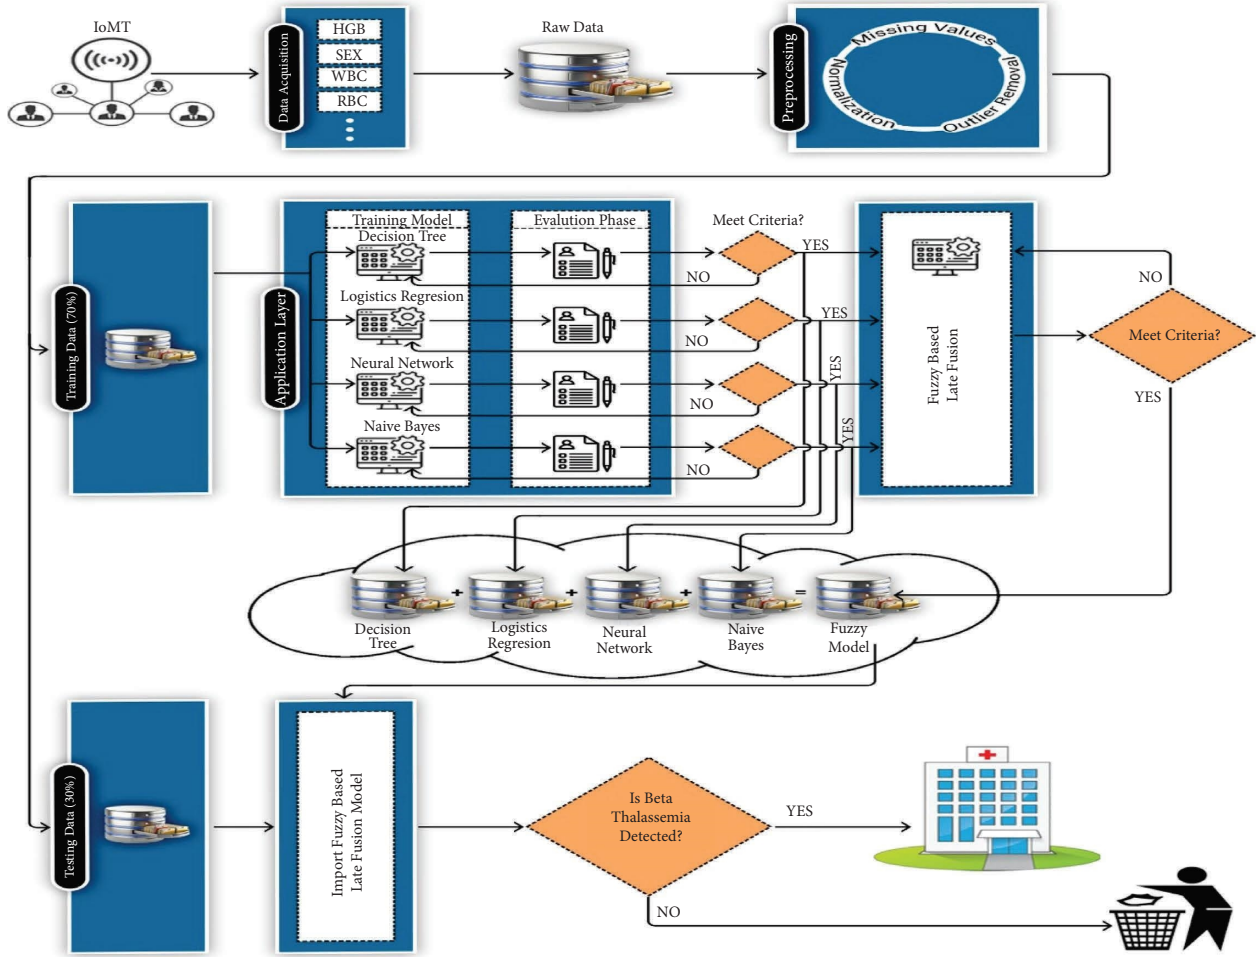 IoMT
Data Acquisition
HGB
SEX
WBC
RBC
Raw Data
Preprocessing
Missing Values
Normalization
Outlier Removal
Training Data (70%)
Application Layer
Training Model
Evalution Phase
Meet Criteria?
Decision Tree
YES
NO
Logistics Regresion
YES
NO
Neural Network
YES
NO
Naive Bayes
YES
NO
Fuzzy Based
Late Fusion
NO
Meet Criteria?
YES
+
+
+
=
Decision
Tree
Logistics
Regresion
Neural
Network
Naive
Bayes
Fuzzy
Model
Testing Data (30%)
Import Fuzzy Based
Late Fusion Model
Is Beta
Thalassemia
Detected?
YES
NO